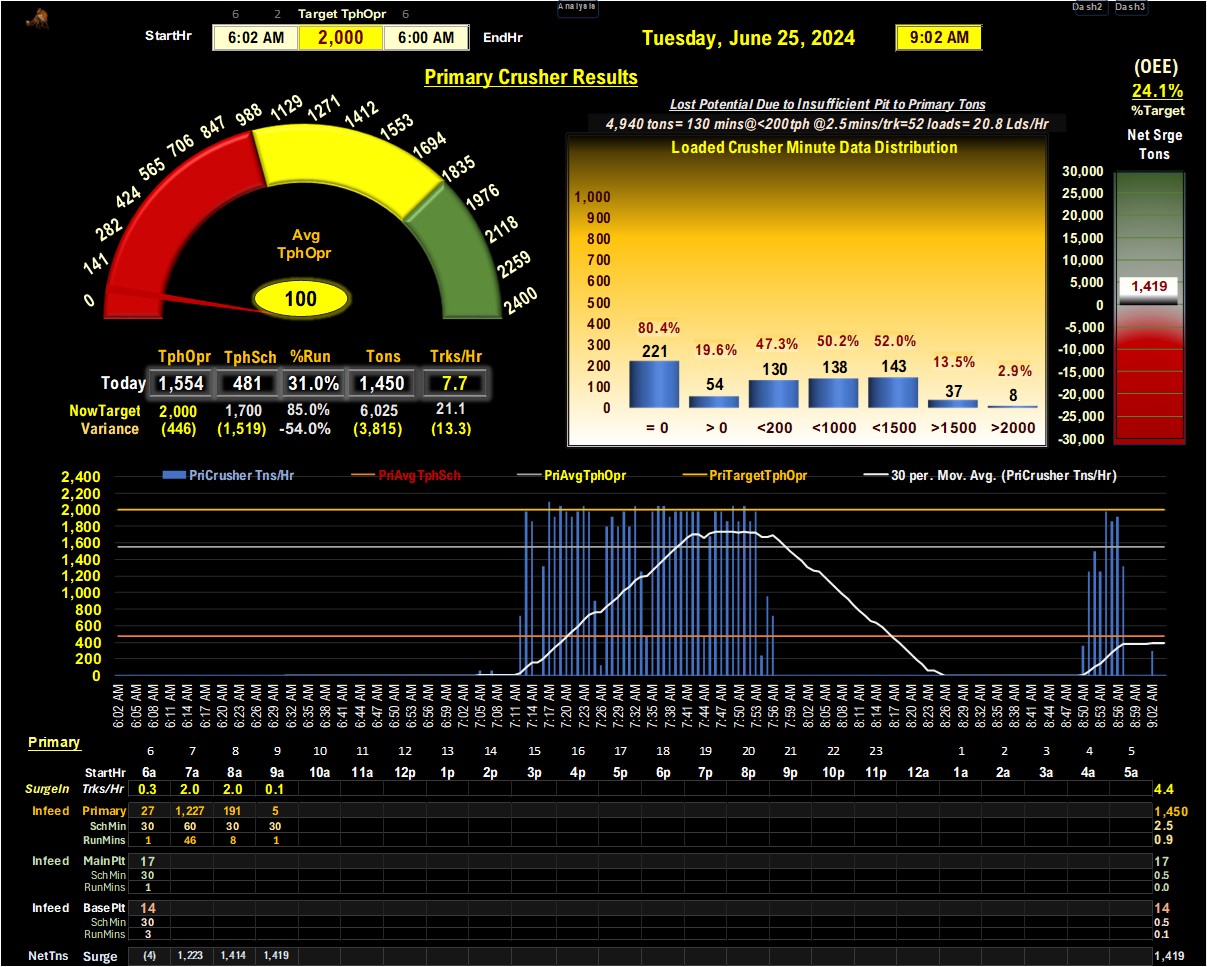 Analysis
Dash2 Dash3
6 2 Target TphOpr 6
StartHr 6:02 AM 2,000 6:00 AM EndHr
Tuesday, June 25, 2024 9:02 AM
Primary Crusher Results
(OEE)
24.1%
%Target
Net Srge
Tons
Lost Potential Due to Insufficient Pit to Primary Tons
4,940 tons= 130 mins@<200tph @2.5mins/trk=52 loads= 20.8 Lds/Hr
0 141 282 424 565 706 847 988 1129 1271 1412 1553 1694 1835 1976 2118 2259 2400
Avg
TphOpr
100
Loaded Crusher Minute Data Distribution
1,000
900
800
700
600
500
400
300
200
100
0
80.4% 19.6% 47.3% 50.2% 52.0% 13.5% 2.9%
221 54 130 138 143 37 8
= 0 > 0 <200 <1000 <1500 >1500 >2000
30,000
25,000
20,000
15,000
10,000
5,000
0
-5,000
-10,000
-15,000
-20,000
-25,000
-30,000
1,419
TphOpr TphSch %Run Tons Trks/Hr
Today 1,554 481 31.0% 1,450 7.7
NowTarget 2,000 1,700 85.0% 6,025 21.1
Variance (446) (1,519) -54.0% (3,815) (13.3)
PriCrusher Tns/Hr PriAvgTphSch PriAvgTphOpr PriTargetTphOpr 30 per. Mov. Avg. (PriCrusher Tns/Hr)
2,400
2,200
2,000
1,800
1,600
1,400
1,200
1,000
800
600
400
200
0
6:02 AM 6:05 AM 6:08 AM 6:11 AM 6:14 AM 6:17 AM 6:20 AM 6:23 AM 6:26 AM 6:29 AM 6:32 AM 6:35 AM 6:38 AM 6:41 AM 6:44 AM 6:47 AM 6:50 AM 6:53 AM 6:56 AM 6:59 AM 7:02 AM 7:05 AM 7:08 AM 7:11 AM 7:14 AM 7:17 AM 7:20 AM 7:23 AM 7:26 AM 7:29 AM 7:32 AM 7:35 AM 7:38 AM 7:41 AM 7:44 AM 7:47 AM 7:50 AM 7:53 AM 7:56 AM 7:59 AM 8:02 AM 8:05 AM 8:08 AM 8:11 AM 8:14 AM 8:17 AM 8:20 AM 8:23 AM 8:26 AM 8:29 AM 8:32 AM 8:35 AM 8:38 AM 8:41 AM 8:44 AM 8:47 AM 8:50 AM 8:53 AM 8:56 AM 8:59 AM 9:02 AM
Primary
6 7 8 9 10 11 12 13 14 15 16 17 18 19 20 21 22 23 1 2 3 4 5
StartHr 6a 7a 8a 9a 10a 11a 12p 1p 2p 3p 4p 5p 6p 7p 8p 9p 10p 11p 12a 1a 2a 3a 4a 5a
SurgeIn Trks/Hr 0.3 2.0 2.0 0.1 4.4
Infeed Primary 27 1,227 191 5 1,450
SchMin 30 60 30 30 2.5
RunMins 1 46 8 1 0.9
Infeed MainPlt 17 17
SchMin 30 0.5
RunMins 1 0.0
Infeed BasePlt 14 14
SchMin 30 0.5
RunMins 3 0.1
NetTns Surge (4) 1,223 1,414 1,419 1,419